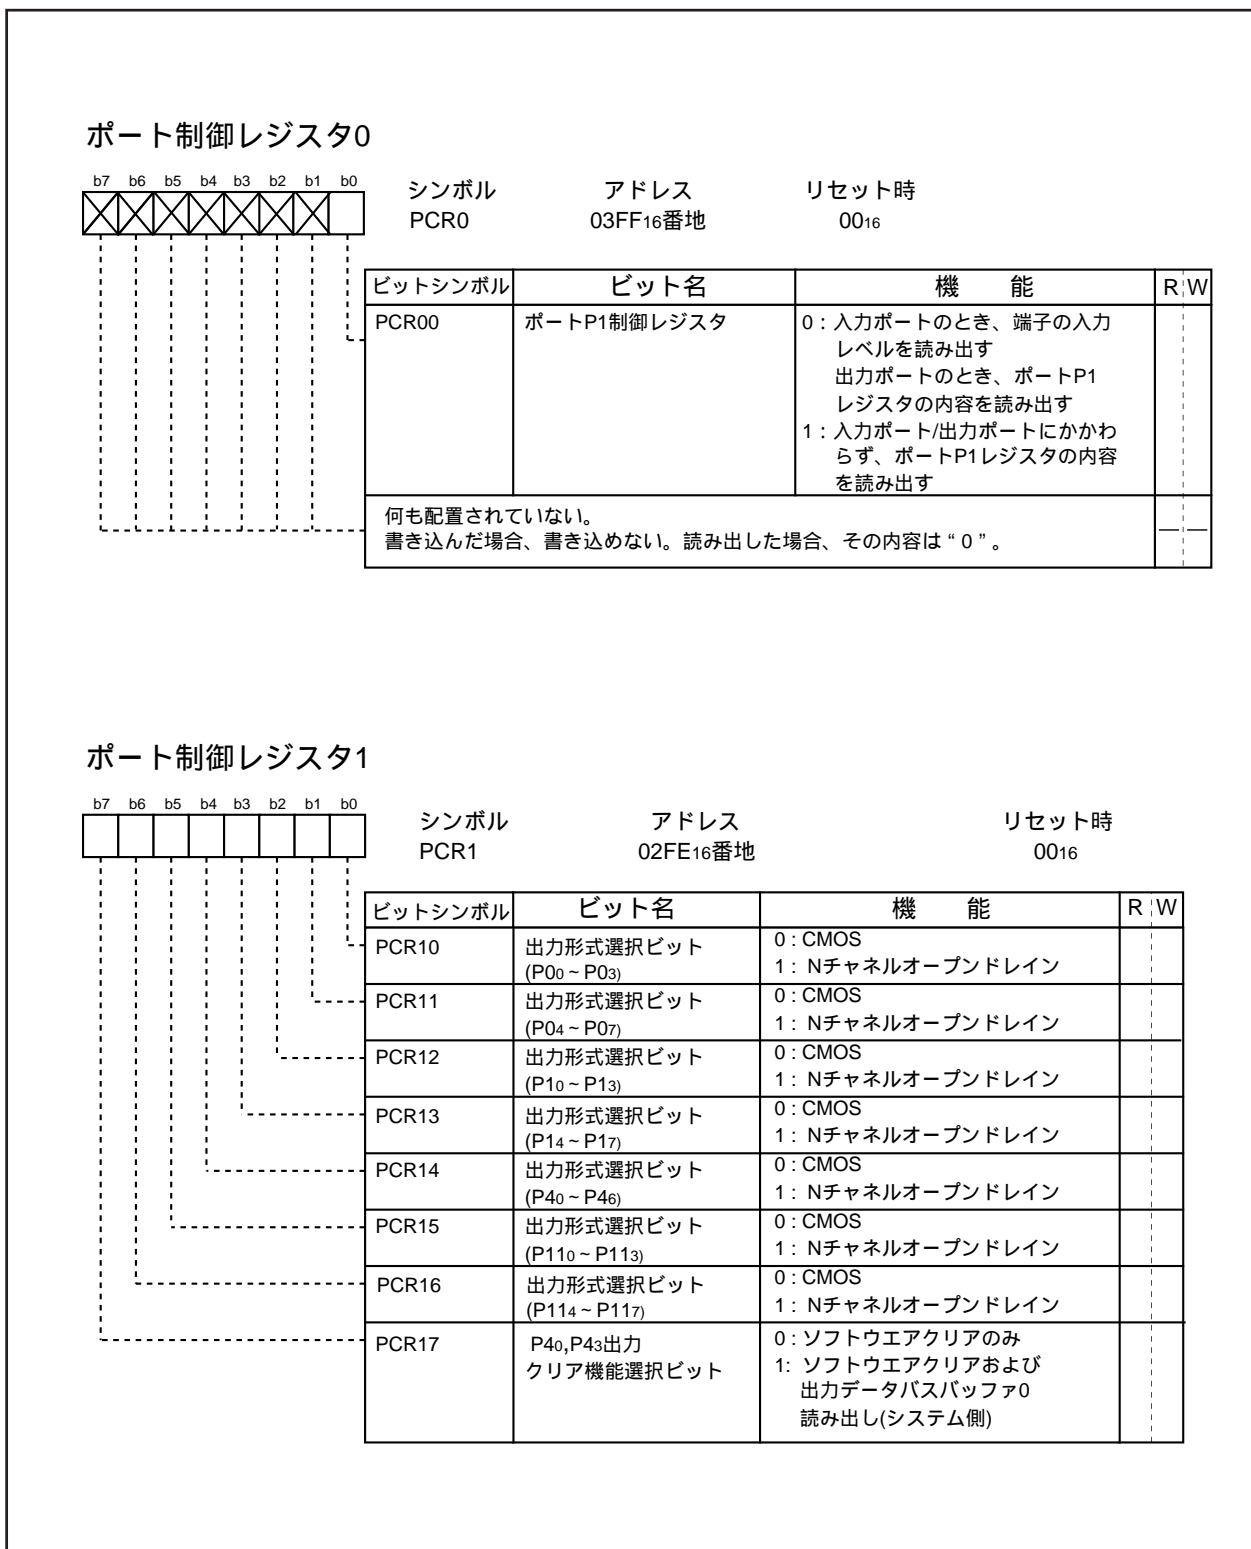 ポート制御レジスタ0
b7 b6 b5 b4 b3 b2 b1 b0
シンボル アドレス リセット時
PCR0 03FF16番地 0016
ビットシンボル ビット名 機 能 R W
PCR00 ポートP1制御レジスタ 0 : 入力ポートのとき、端子の入力
レベルを読み出す
出力ポートのとき、ポートP1
レジスタの内容を読み出す
1 : 入力ポート/出力ポートにかかわ
らず、ポートP1レジスタの内容
を読み出す
何も配置されていない。
書き込んだ場合、書き込めない。読み出した場合、その内容は “ 0 ” 。 — —
ポート制御レジスタ1
b7 b6 b5 b4 b3 b2 b1 b0
シンボル アドレス リセット時
PCR1 02FE16番地 0016
ビットシンボル ビット名 機 能 R W
PCR10 出力形式選択ビット 0 : CMOS
(P00 ~ P03) 1 : Nチャネルオープンドレイン
PCR11 出力形式選択ビット 0 : CMOS
(P04 ~ P07) 1 : Nチャネルオープンドレイン
PCR12 出力形式選択ビット 0 : CMOS
(P10 ~ P13) 1 : Nチャネルオープンドレイン
PCR13 出力形式選択ビット 0 : CMOS
(P14 ~ P17) 1 : Nチャネルオープンドレイン
PCR14 出力形式選択ビット 0 : CMOS
(P40 ~ P46) 1 : Nチャネルオープンドレイン
PCR15 出力形式選択ビット 0 : CMOS
(P110 ~ P113) 1 : Nチャネルオープンドレイン
PCR16 出力形式選択ビット 0 : CMOS
(P114 ~ P117) 1 : Nチャネルオープンドレイン
PCR17 P40,P43出力 0 : ソフトウエアクリアのみ
クリア機能選択ビット 1: ソフトウエアクリアおよび
出力データバスバッファ0
読み出し(システム側)